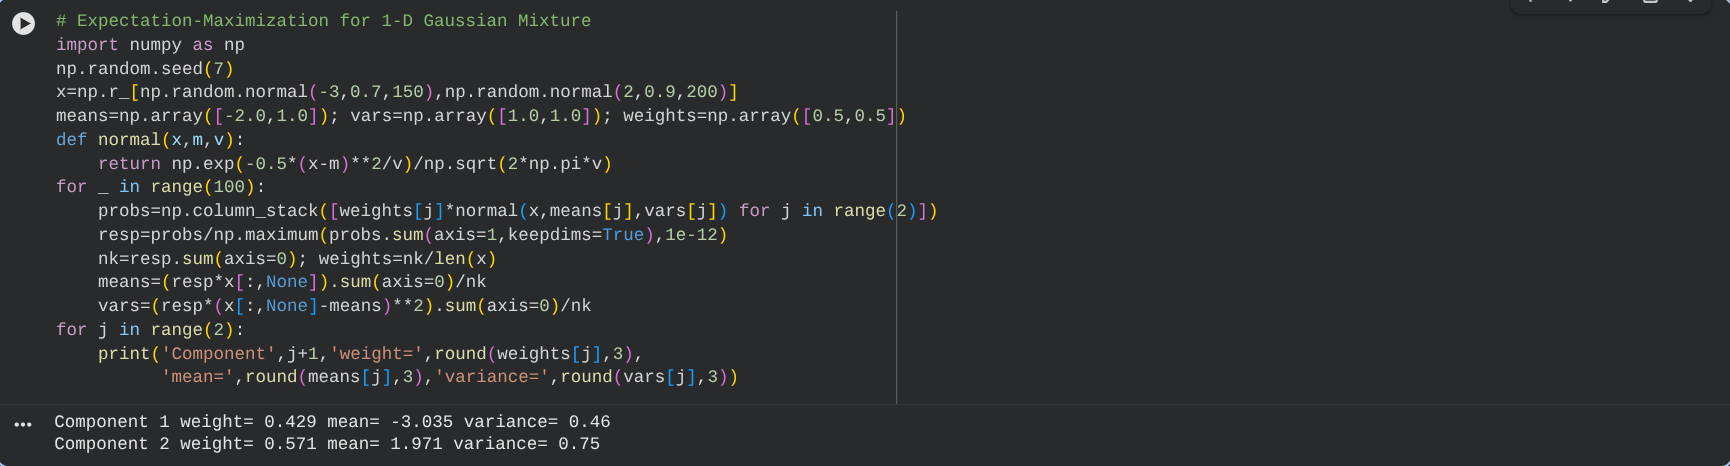 # Expectation-Maximization for 1-D Gaussian Mixture
import numpy as np
np.random.seed(7)
x=np.r_[np.random.normal(-3,0.7,150),np.random.normal(2,0.9,200)]
means=np.array([-2.0,1.0]); vars=np.array([1.0,1.0]); weights=np.array([0.5,0.5])
def normal(x,m,v):
    return np.exp(-0.5*(x-m)**2/v)/np.sqrt(2*np.pi*v)
for _ in range(100):
    probs=np.column_stack([weights[j]*normal(x,means[j],vars[j]) for j in range(2)])
    resp=probs/np.maximum(probs.sum(axis=1,keepdims=True),1e-12)
    nk=resp.sum(axis=0); weights=nk/len(x)
    means=(resp*x[:,None]).sum(axis=0)/nk
    vars=(resp*(x[:,None]-means)**2).sum(axis=0)/nk
for j in range(2):
    print('Component',j+1,'weight=',round(weights[j],3),
          'mean=',round(means[j],3),'variance=',round(vars[j],3))
Component 1 weight= 0.429 mean= -3.035 variance= 0.46
Component 2 weight= 0.571 mean= 1.971 variance= 0.75